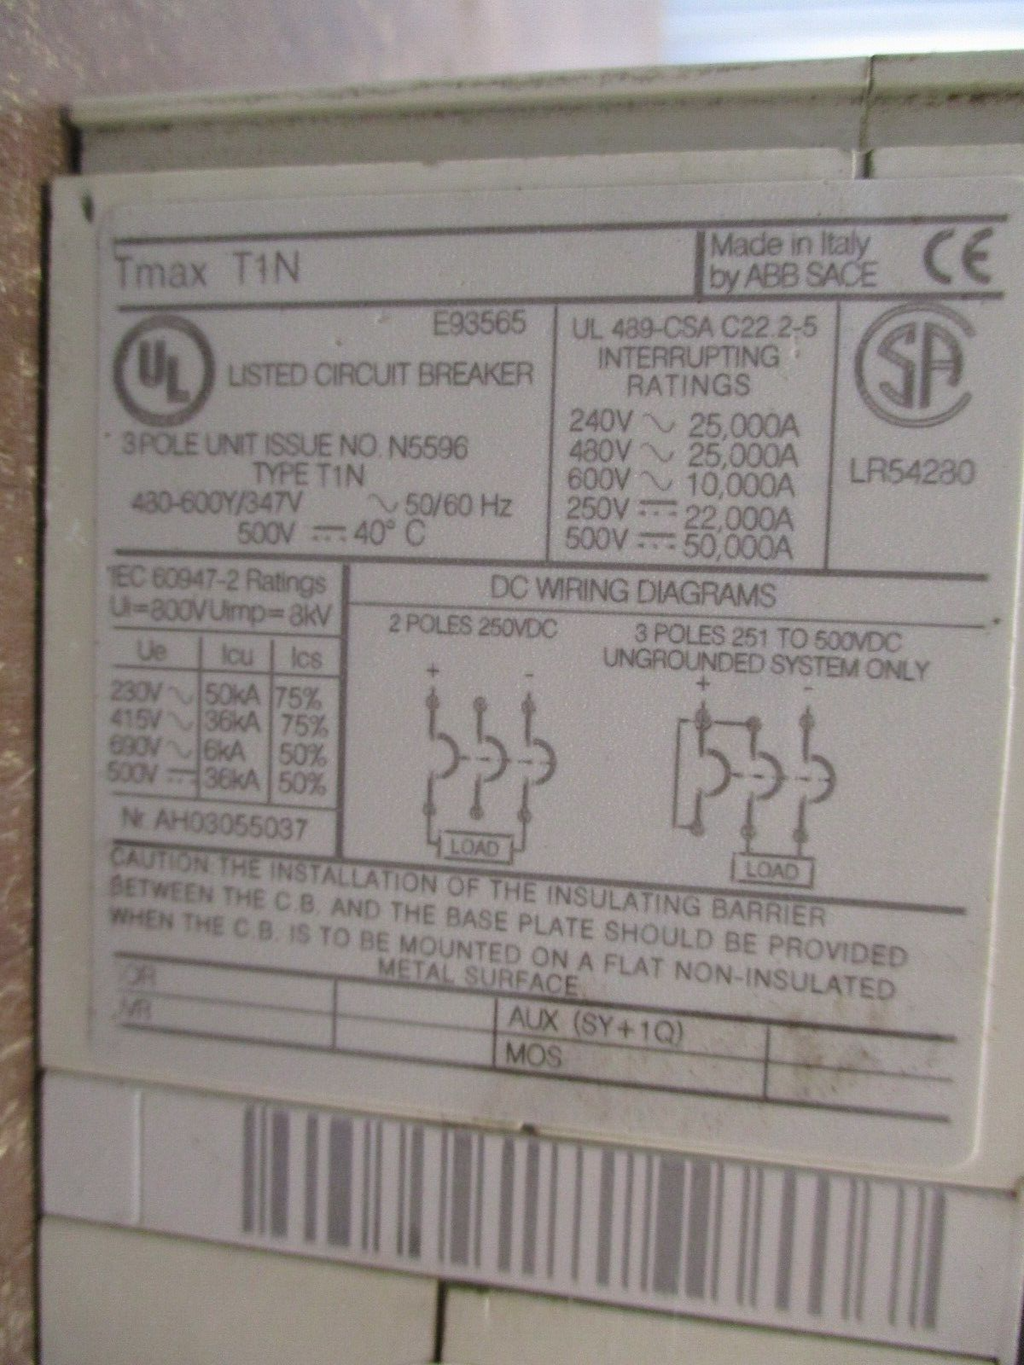 Tmax T1N
Made in Italy
by ABB SACE
CE
UL
E93565
LISTED CIRCUIT BREAKER
3 POLE UNIT ISSUE NO. N5596
TYPE T1N
480-600Y/347V ~ 50/60 Hz
500V ⎓ 40° C
UL 489-CSA C22.2-5
INTERRUPTING
RATINGS
240V ~ 25,000A
480V ~ 25,000A
600V ~ 10,000A
250V ⎓ 22,000A
500V ⎓ 50,000A
SA
LR54280
IEC 60947-2 Ratings
Ui=800V Uimp=8kV
Ue Icu Ics
230V ~ 50kA 75%
415V ~ 36kA 75%
690V ~ 6kA 50%
500V ⎓ 36kA 50%
Nr. AH03055037
DC WIRING DIAGRAMS
2 POLES 250VDC
+ -
LOAD
3 POLES 251 TO 500VDC
UNGROUNDED SYSTEM ONLY
+ -
LOAD
CAUTION: THE INSTALLATION OF THE INSULATING BARRIER
BETWEEN THE C.B. AND THE BASE PLATE SHOULD BE PROVIDED
WHEN THE C.B. IS TO BE MOUNTED ON A FLAT NON-INSULATED
METAL SURFACE.
AUX (SY+1Q)
MOS